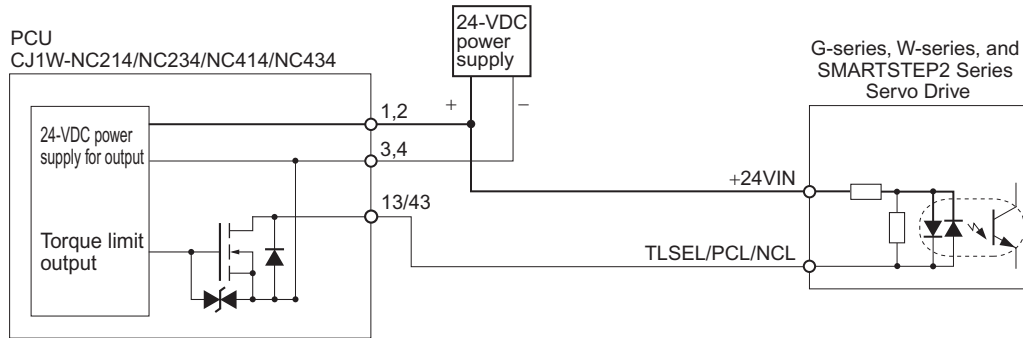 PCU
CJ1W-NC214/NC234/NC414/NC434
24-VDC
power
supply
G-series, W-series, and
SMARTSTEP2 Series
Servo Drive
+
−
1,2
24-VDC power
supply for output
3,4
+24VIN
13/43
Torque limit
output
TLSEL/PCL/NCL